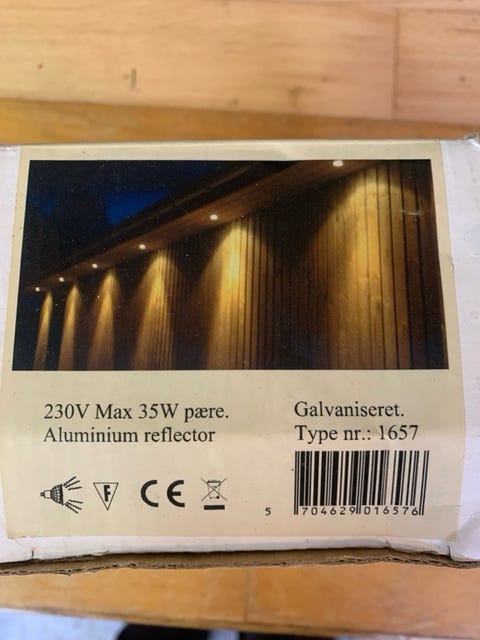 230V Max 35W pære.
Aluminium reflector
Galvaniseret.
Type nr.: 1657
F
CE
5 704629 016576